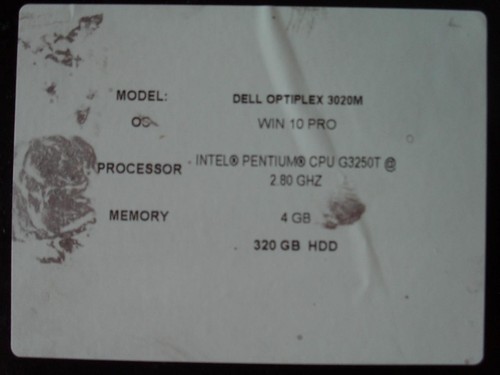 MODEL: DELL OPTIPLEX 3020M
OS WIN 10 PRO
PROCESSOR - INTEL® PENTIUM® CPU G3250T @
2.80 GHZ
MEMORY 4 GB
320 GB HDD